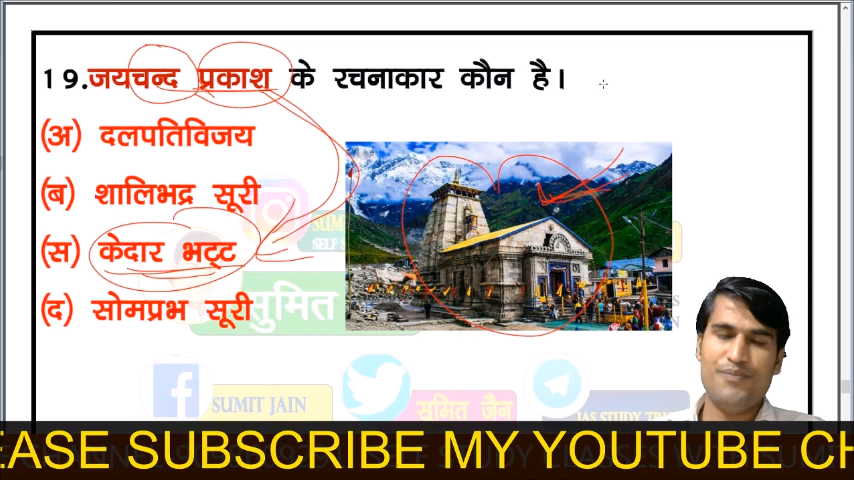 19.जयचन्द प्रकाश के रचनाकार कौन है।
(अ) दलपतिविजय
(ब) शालिभद्र सूरी
(स) केदार भट्ट
(द) सोमप्रभ सूरी
सुमित
SUMIT JAIN
सुमित जैन
EASE SUBSCRIBE MY YOUTUBE CH